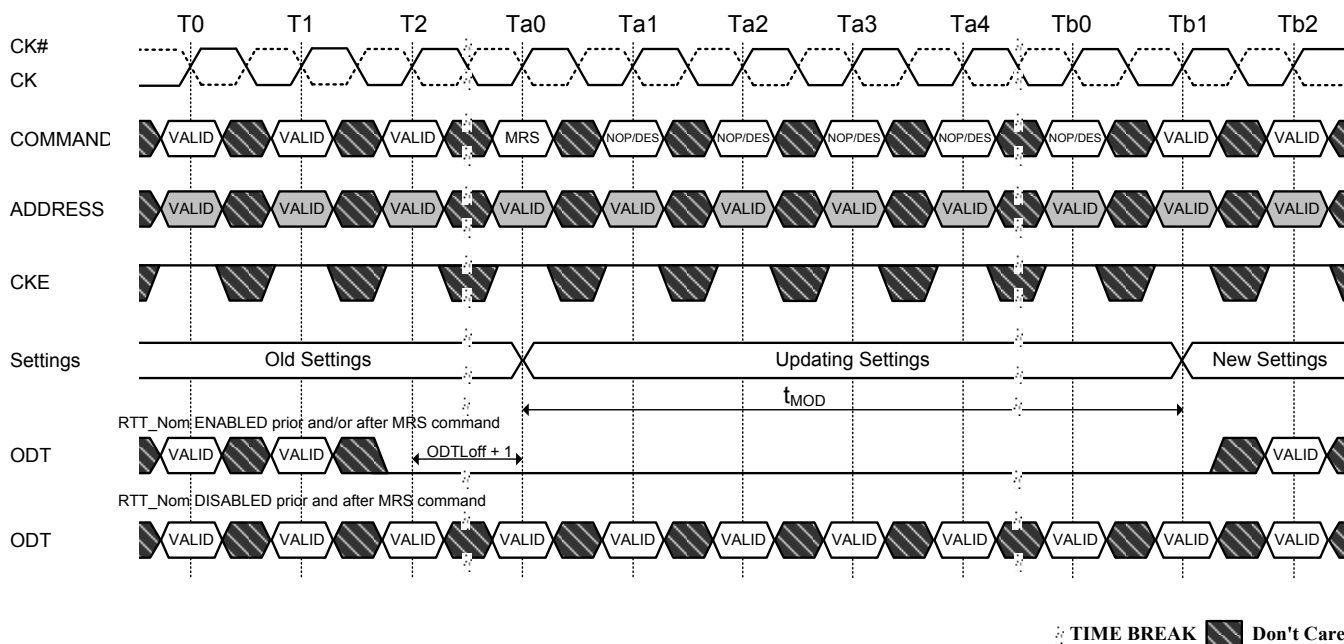 T0 T1 T2 Ta0 Ta1 Ta2 Ta3 Ta4 Tb0 Tb1 Tb2
CK#
CK
COMMAND VALID VALID VALID MRS NOP/DES NOP/DES NOP/DES NOP/DES NOP/DES VALID VALID
ADDRESS VALID VALID VALID VALID VALID VALID VALID VALID VALID VALID VALID
CKE
Settings Old Settings Updating Settings New Settings
tMOD
RTT_Nom ENABLED prior and/or after MRS command
ODT VALID VALID ODTLoff + 1 VALID
RTT_Nom DISABLED prior and after MRS command
ODT VALID VALID VALID VALID VALID VALID VALID VALID VALID VALID VALID
TIME BREAK Don't Care